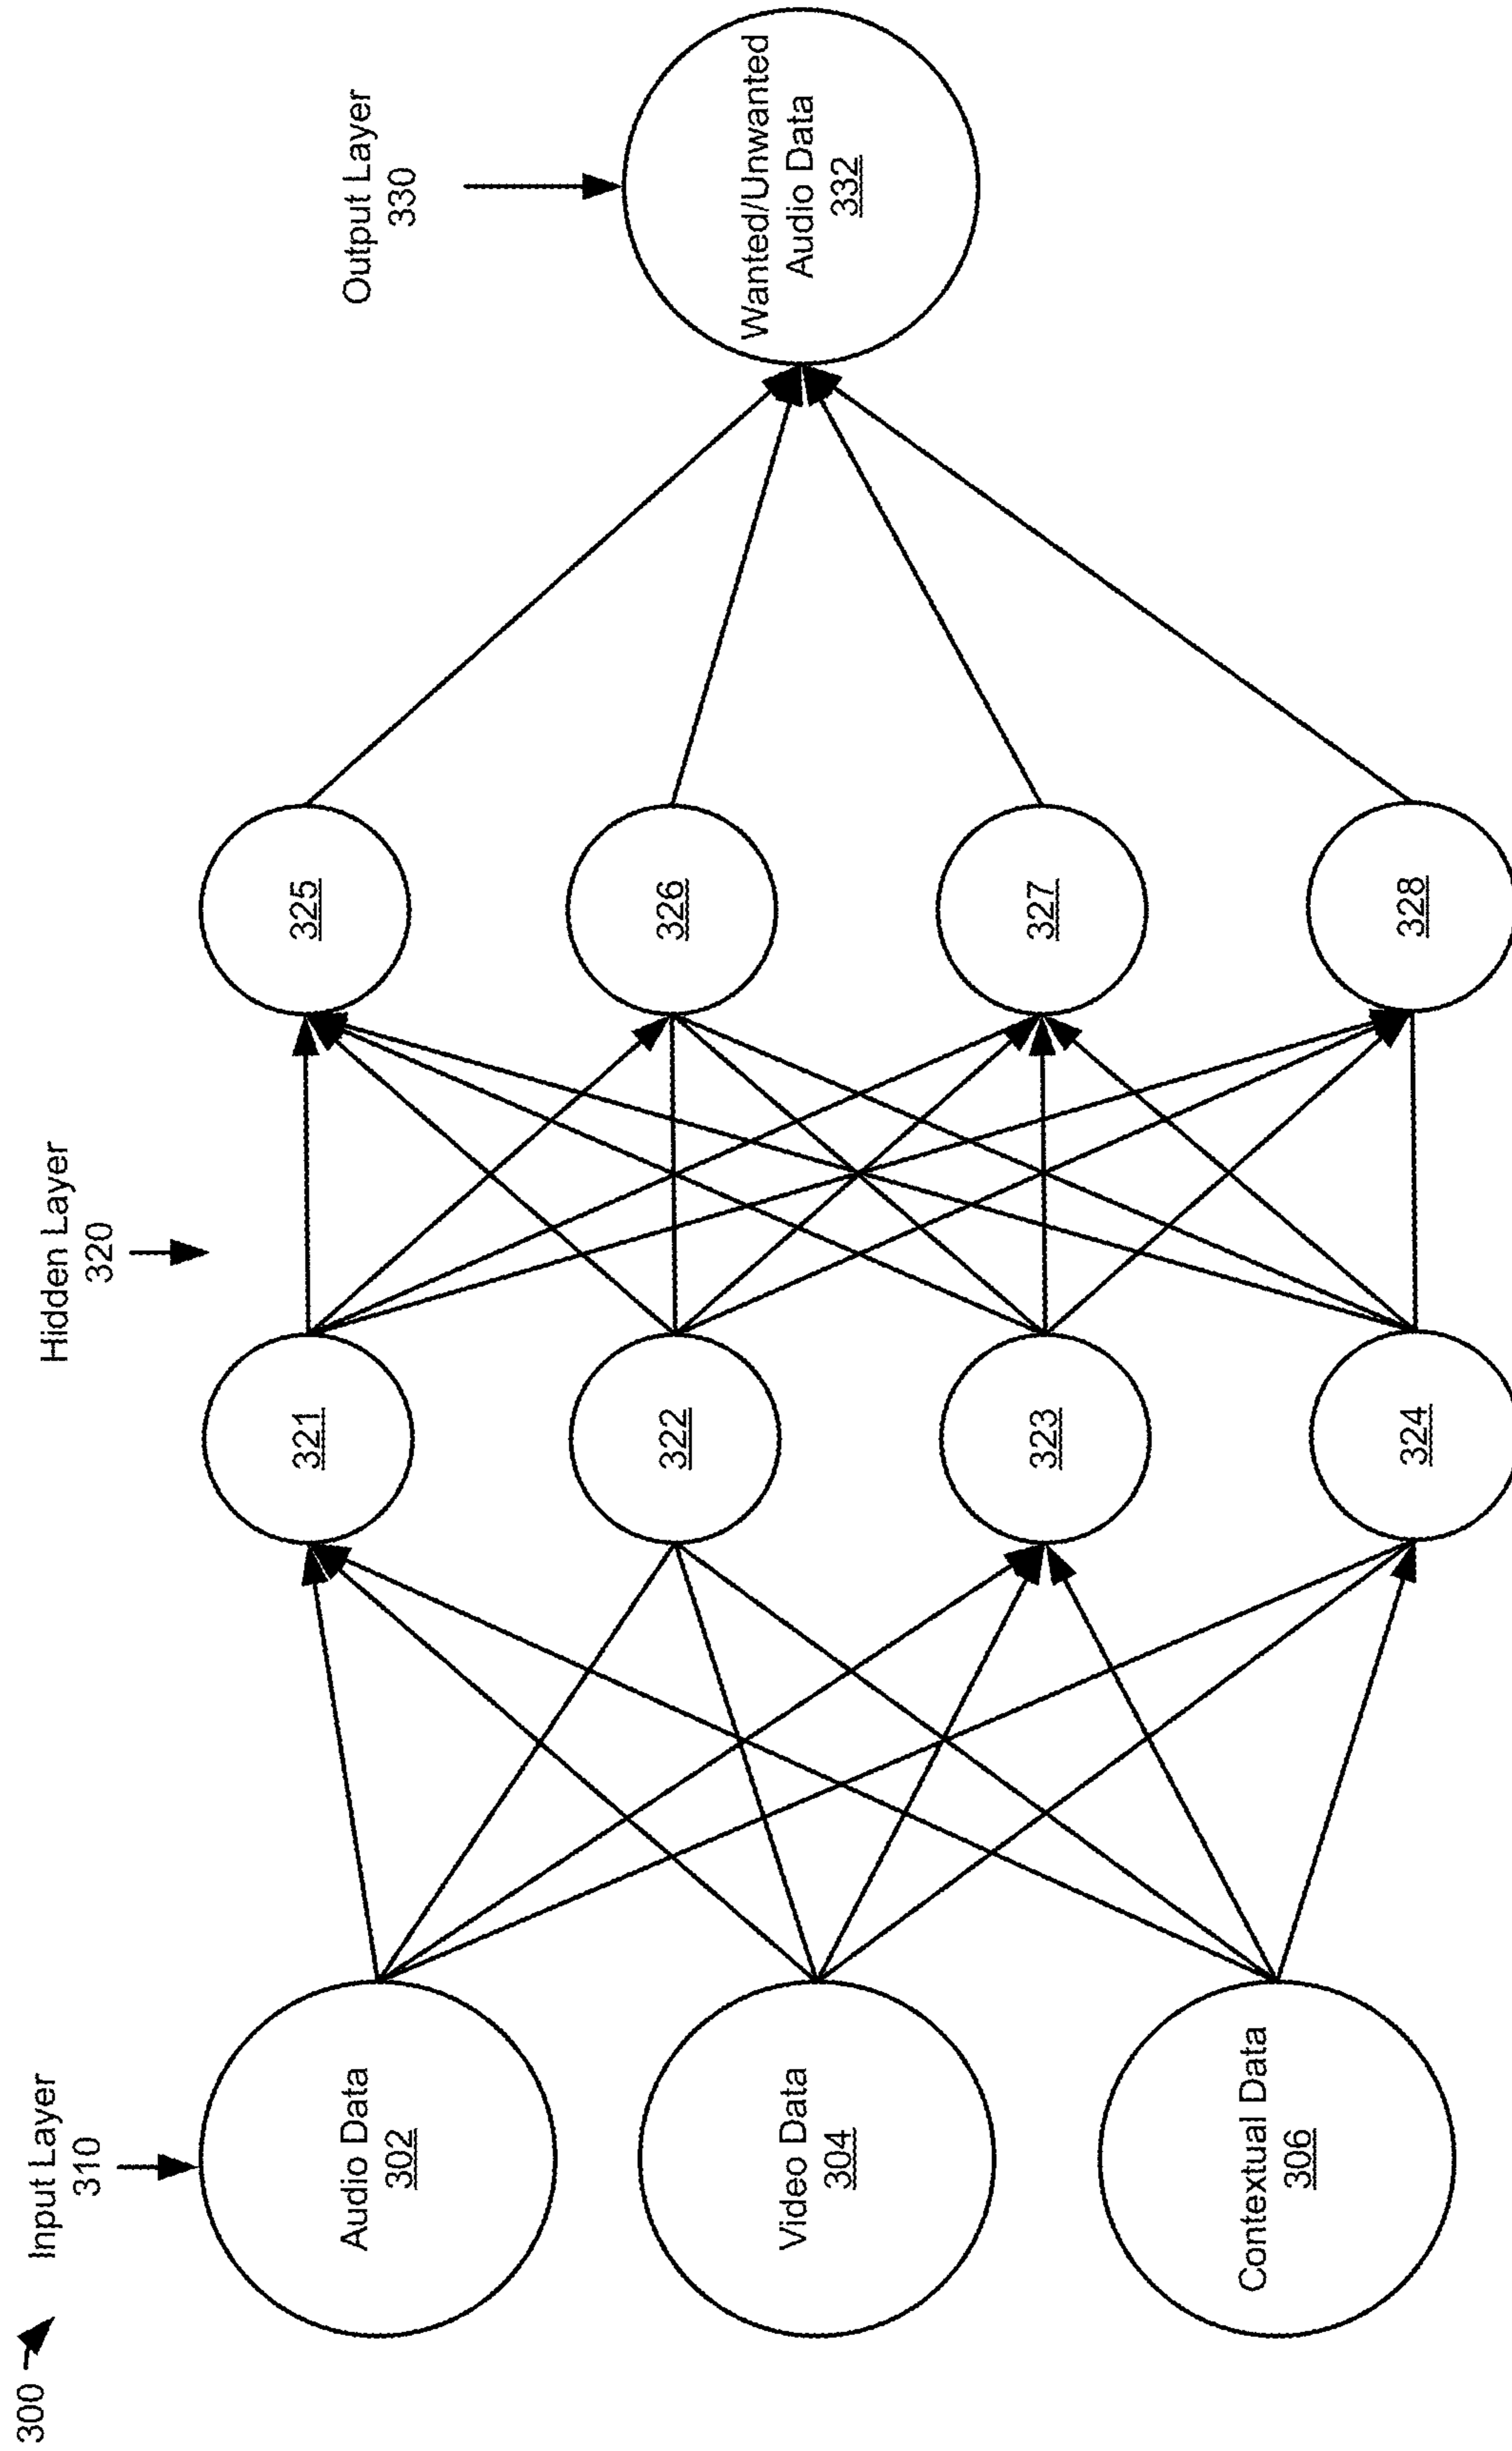 300
Input Layer
310
Hidden Layer
320
Output Layer
330
Audio Data
302
Video Data
304
Contextual Data
306
321
322
323
324
325
326
327
328
Wanted/Unwanted
Audio Data
332